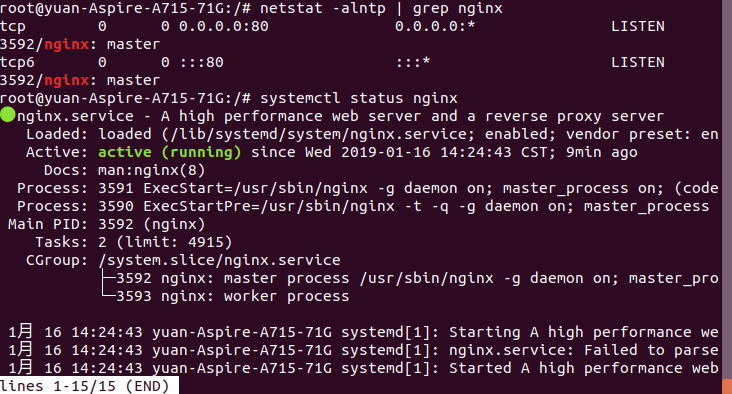 root@yuan-Aspire-A715-71G:/# netstat -alntp | grep nginx
tcp        0      0 0.0.0.0:80              0.0.0.0:*               LISTEN
3592/nginx: master
tcp6       0      0 :::80                   :::*                    LISTEN
3592/nginx: master
root@yuan-Aspire-A715-71G:/# systemctl status nginx
● nginx.service - A high performance web server and a reverse proxy server
   Loaded: loaded (/lib/systemd/system/nginx.service; enabled; vendor preset: en
   Active: active (running) since Wed 2019-01-16 14:24:43 CST; 9min ago
     Docs: man:nginx(8)
  Process: 3591 ExecStart=/usr/sbin/nginx -g daemon on; master_process on; (code
  Process: 3590 ExecStartPre=/usr/sbin/nginx -t -q -g daemon on; master_process
 Main PID: 3592 (nginx)
    Tasks: 2 (limit: 4915)
   CGroup: /system.slice/nginx.service
           ├─3592 nginx: master process /usr/sbin/nginx -g daemon on; master_pro
           └─3593 nginx: worker process
1月 16 14:24:43 yuan-Aspire-A715-71G systemd[1]: Starting A high performance we
1月 16 14:24:43 yuan-Aspire-A715-71G systemd[1]: nginx.service: Failed to parse
1月 16 14:24:43 yuan-Aspire-A715-71G systemd[1]: Started A high performance web
lines 1-15/15 (END)